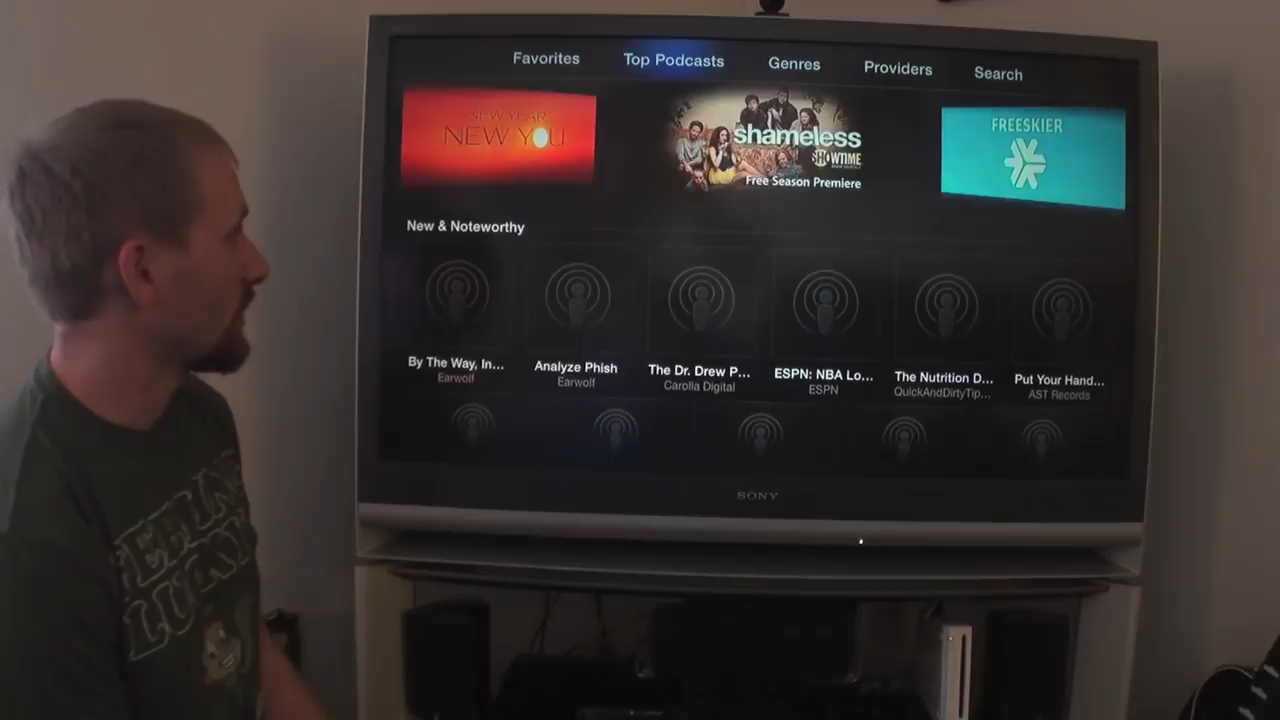 Favorites
Top Podcasts
Genres
Providers
Search
NEW YEAR
NEW YOU
shameless
SHOWTIME
Free Season Premiere
FREESKIER
New & Noteworthy
By The Way, In...
Earwolf
Analyze Phish
Earwolf
The Dr. Drew P...
Carolla Digital
ESPN: NBA Lo...
ESPN
The Nutrition D...
QuickAndDirtyTip...
Put Your Hand...
AST Records
SONY
FEELING
LUCKY